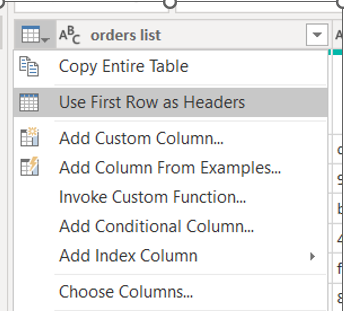 ABC orders list
Copy Entire Table
Use First Row as Headers
Add Custom Column...
Add Column From Examples...
Invoke Custom Function...
Add Conditional Column...
Add Index Column
Choose Columns...